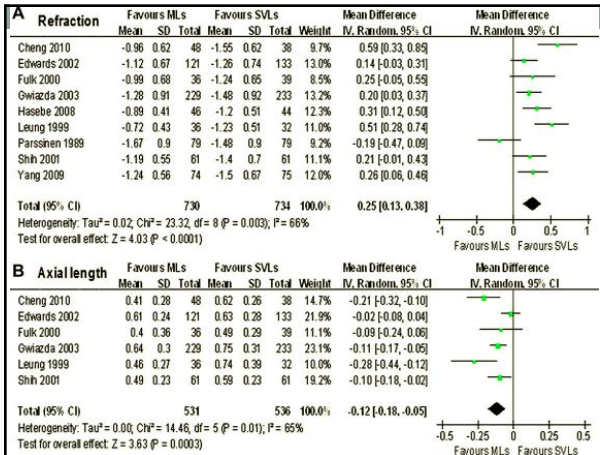 A Refraction
Favours MLs Favours SVLs Mean Difference Mean Difference
Mean SD Total Mean SD Total Weight IV, Random, 95% CI IV, Random, 95% CI
Cheng 2010 -0.96 0.62 48 -1.55 0.62 38 9.7% 0.59 [0.33, 0.85]
Edwards 2002 -1.12 0.67 121 -1.26 0.74 133 13.0% 0.14 [-0.03, 0.31]
Fulk 2000 -0.99 0.68 36 -1.24 0.65 39 8.9% 0.25 [-0.05, 0.55]
Gwiazda 2003 -1.28 0.91 229 -1.48 0.92 233 13.0% 0.20 [0.03, 0.37]
Hasebe 2008 -0.89 0.41 46 -1.2 0.51 44 12.3% 0.31 [0.12, 0.50]
Leung 1999 -0.72 0.43 36 -1.23 0.51 32 11.0% 0.51 [0.28, 0.74]
Parssinen 1989 -1.67 0.9 79 -1.48 0.9 79 9.2% -0.19 [-0.47, 0.09]
Shih 2001 -1.19 0.55 61 -1.4 0.7 61 11.1% 0.21 [-0.01, 0.43]
Yang 2009 -1.24 0.56 74 -1.5 0.67 75 11.8% 0.26 [0.06, 0.46]
Total (95% CI) 730 734 100.0% 0.25 [0.13, 0.38]
Heterogeneity: Tau² = 0.02; Chi² = 23.32, df = 8 (P = 0.003); I² = 66%
Test for overall effect: Z = 4.03 (P < 0.0001)
-1 -0.5 0 0.5 1
Favours MLs Favours SVLs
B Axial length
Favours MLs Favours SVLs Mean Difference Mean Difference
Mean SD Total Mean SD Total Weight IV, Random, 95% CI IV, Random, 95% CI
Cheng 2010 0.41 0.28 48 0.62 0.26 38 14.7% -0.21 [-0.32, -0.10]
Edwards 2002 0.61 0.24 121 0.63 0.28 133 21.9% -0.02 [-0.08, 0.04]
Fulk 2000 0.4 0.36 36 0.49 0.29 39 11.1% -0.09 [-0.24, 0.06]
Gwiazda 2003 0.64 0.3 229 0.75 0.31 233 22.7% -0.11 [-0.17, -0.05]
Leung 1999 0.46 0.27 36 0.74 0.39 32 10.2% -0.28 [-0.44, -0.12]
Shih 2001 0.49 0.23 61 0.59 0.23 61 19.4% -0.10 [-0.18, -0.02]
Total (95% CI) 531 536 100.0% -0.12 [-0.18, -0.05]
Heterogeneity: Tau² = 0.00; Chi² = 14.46, df = 5 (P = 0.01); I² = 65%
Test for overall effect: Z = 3.63 (P = 0.0003)
-0.5 -0.25 0 0.25 0.5
Favours MLs Favours SVLs